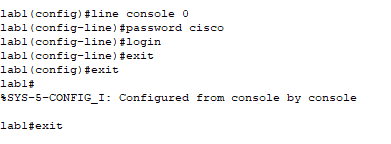 lab1(config)#line console 0
lab1(config-line)#password cisco
lab1(config-line)#login
lab1(config-line)#exit
lab1(config)#exit
lab1#
%SYS-5-CONFIG_I: Configured from console by console
lab1#exit